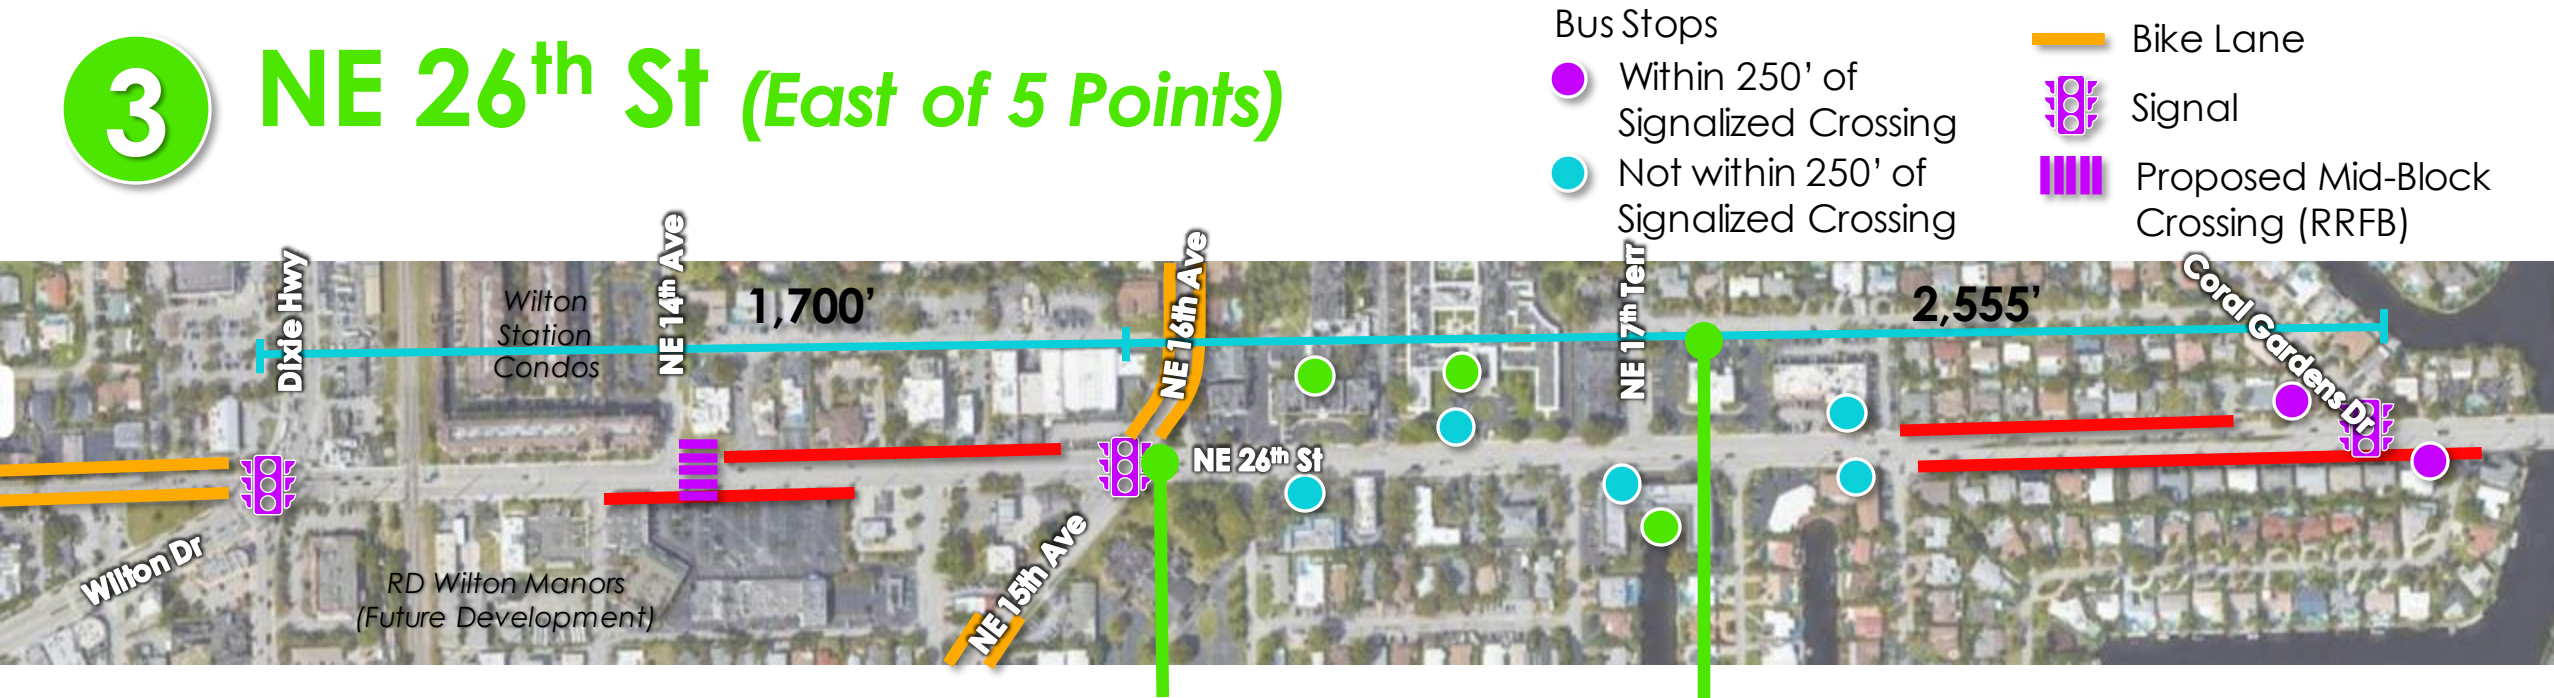 3
NE 26th St (East of 5 Points)
Bus Stops
Within 250’ of
Signalized Crossing
Not within 250’ of
Signalized Crossing
Bike Lane
Signal
Proposed Mid-Block
Crossing (RRFB)
Dixie Hwy
Wilton
Station
Condos
NE 14th Ave
1,700’
NE 16th Ave
NE 17th Terr
2,555’
Coral Gardens Dr
NE 26th St
Wilton Dr
RD Wilton Manors
(Future Development)
NE 15th Ave